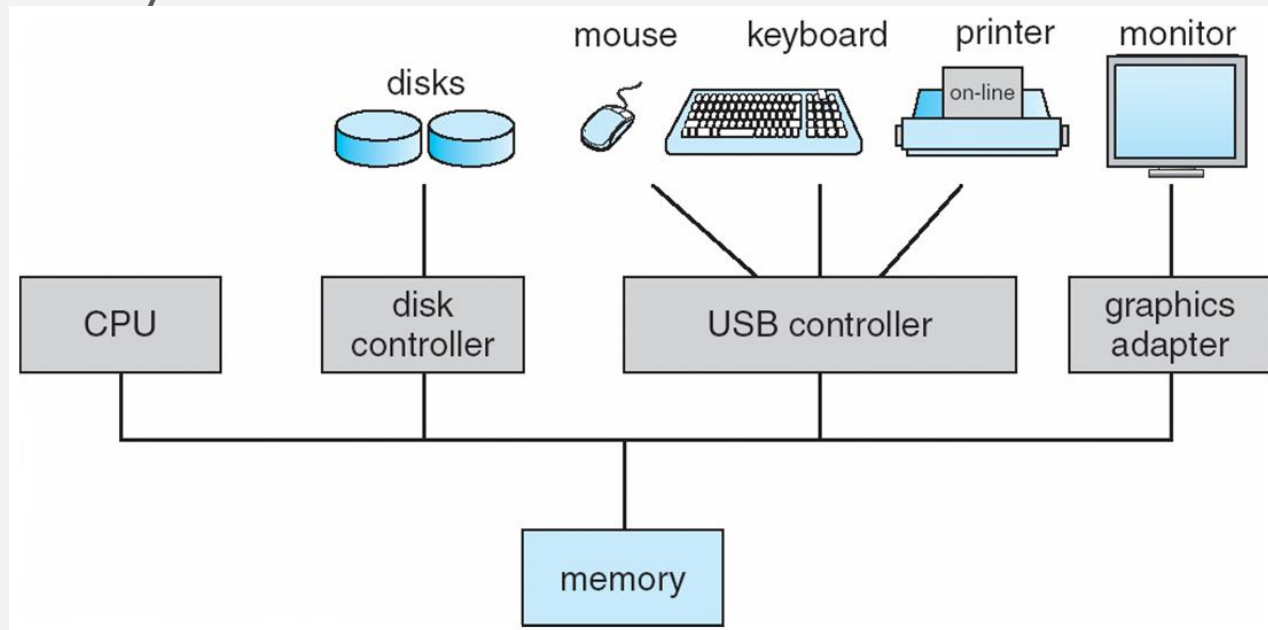 mouse keyboard printer monitor
disks
on-line
CPU
disk
controller
USB controller
graphics
adapter
memory